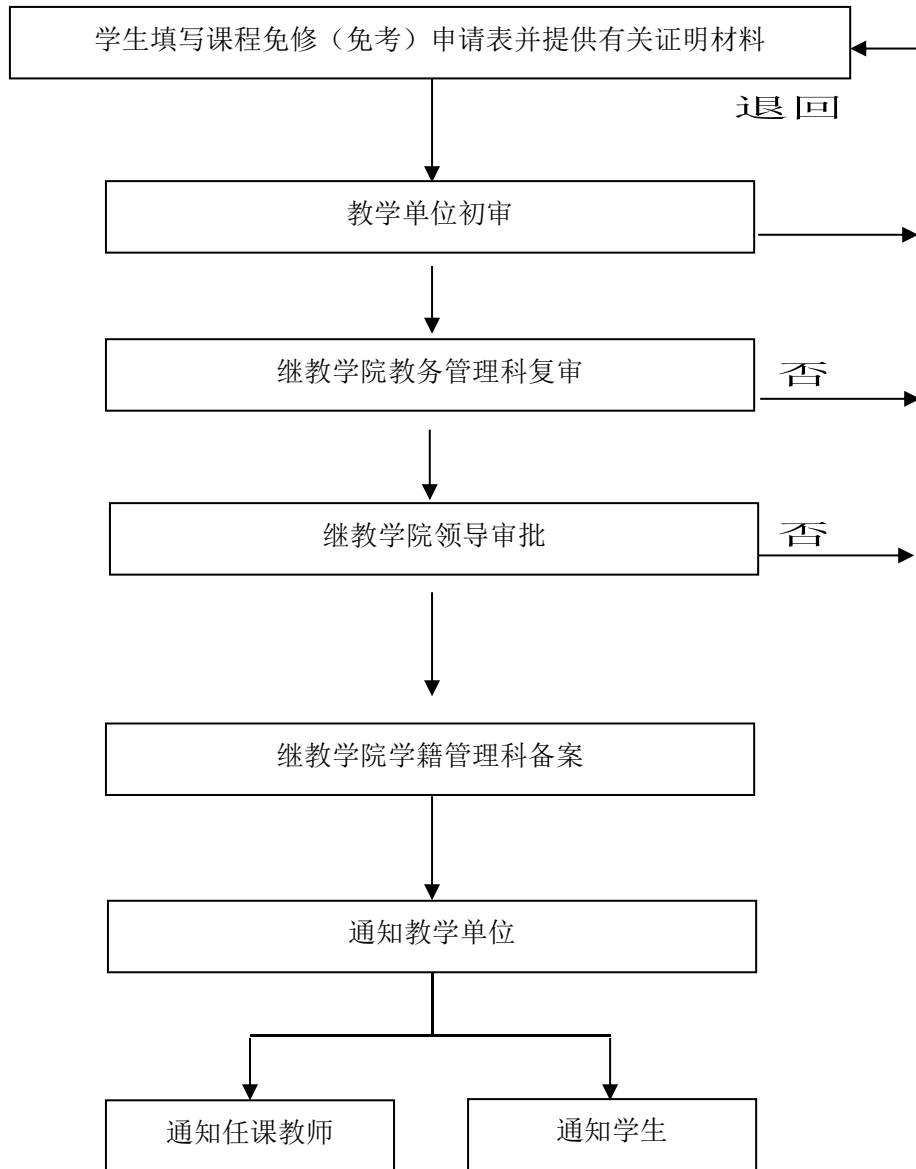 学生填写课程免修（免考）申请表并提供有关证明材料
退回
教学单位初审
继教学院教务管理科复审
否
继教学院领导审批
否
继教学院学籍管理科备案
通知教学单位
通知任课教师
通知学生